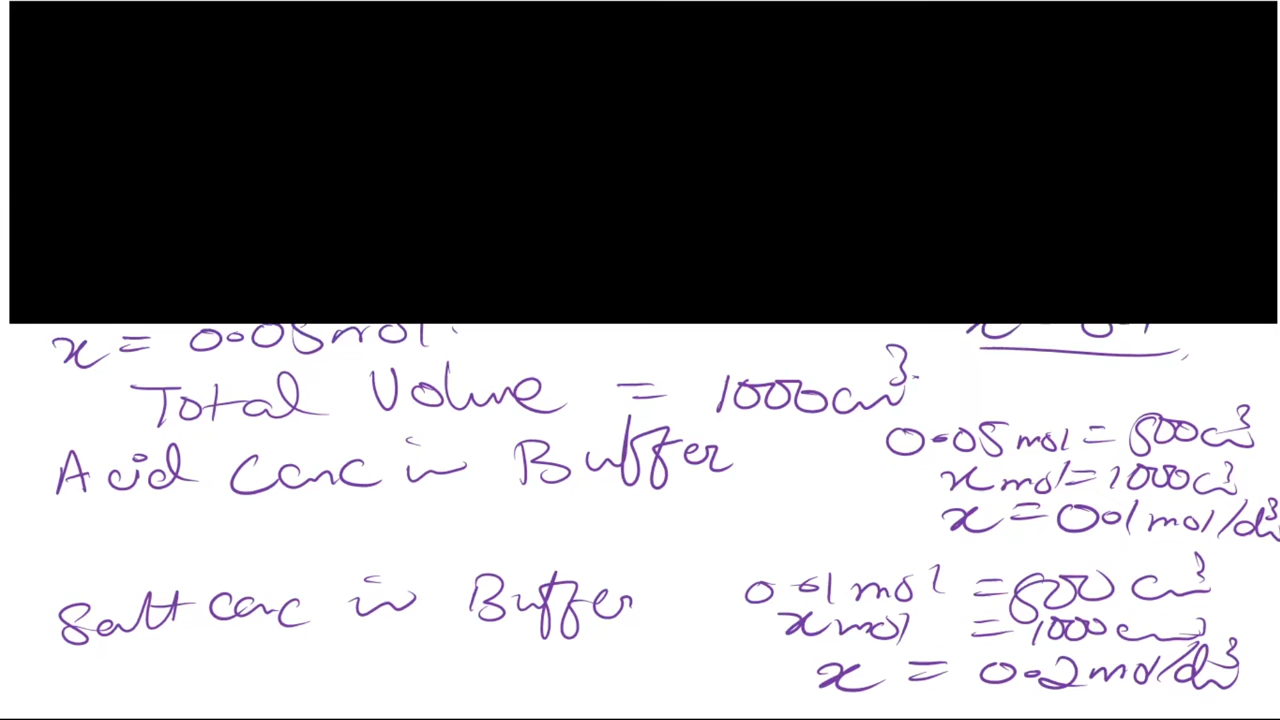 x = 0.05mol.
Total Volume = 1000cm³.
Acid Conc in Buffer
0.05 mol = 500cm³
x mol = 1000cm³
x = 0.1 mol/dm³
Salt conc in Buffer
0.1 mol = 500 cm³
x mol = 1000 cm³
x = 0.2 mol/dm³